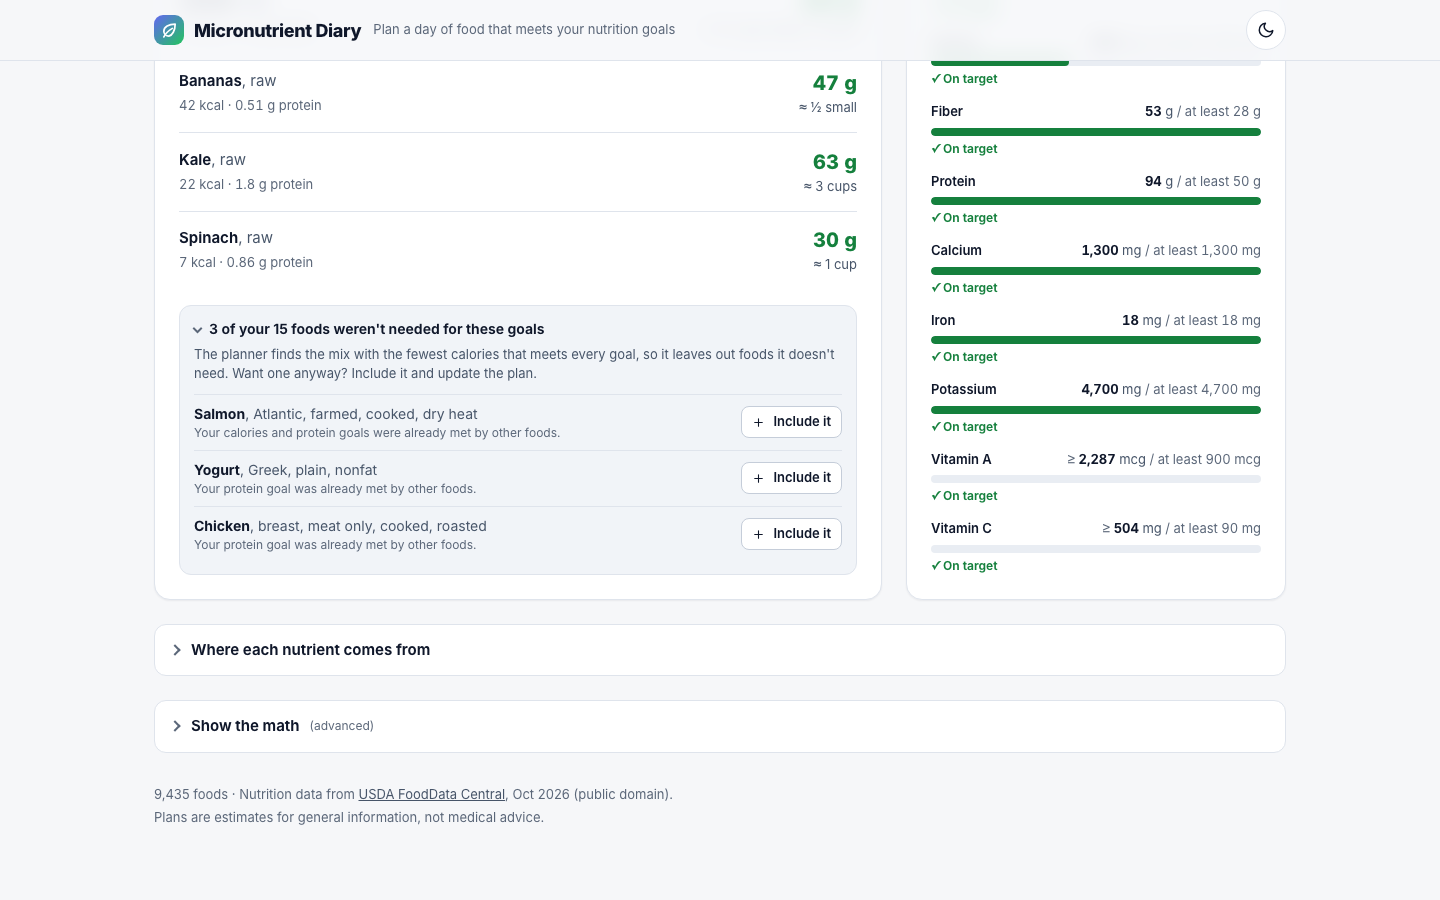 Micronutrient Diary Plan a day of food that meets your nutrition goals
Bananas, raw
42 kcal · 0.51 g protein
47 g
≈ ½ small
Kale, raw
22 kcal · 1.8 g protein
63 g
≈ 3 cups
Spinach, raw
7 kcal · 0.86 g protein
30 g
≈ 1 cup
3 of your 15 foods weren't needed for these goals
The planner finds the mix with the fewest calories that meets every goal, so it leaves out foods it doesn't
need. Want one anyway? Include it and update the plan.
Salmon, Atlantic, farmed, cooked, dry heat
Your calories and protein goals were already met by other foods.
+ Include it
Yogurt, Greek, plain, nonfat
Your protein goal was already met by other foods.
+ Include it
Chicken, breast, meat only, cooked, roasted
Your protein goal was already met by other foods.
+ Include it
✓ On target
Fiber 53 g / at least 28 g
✓ On target
Protein 94 g / at least 50 g
✓ On target
Calcium 1,300 mg / at least 1,300 mg
✓ On target
Iron 18 mg / at least 18 mg
✓ On target
Potassium 4,700 mg / at least 4,700 mg
✓ On target
Vitamin A ≥ 2,287 mcg / at least 900 mcg
✓ On target
Vitamin C ≥ 504 mg / at least 90 mg
✓ On target
Where each nutrient comes from
Show the math (advanced)
9,435 foods · Nutrition data from USDA FoodData Central, Oct 2026 (public domain).
Plans are estimates for general information, not medical advice.